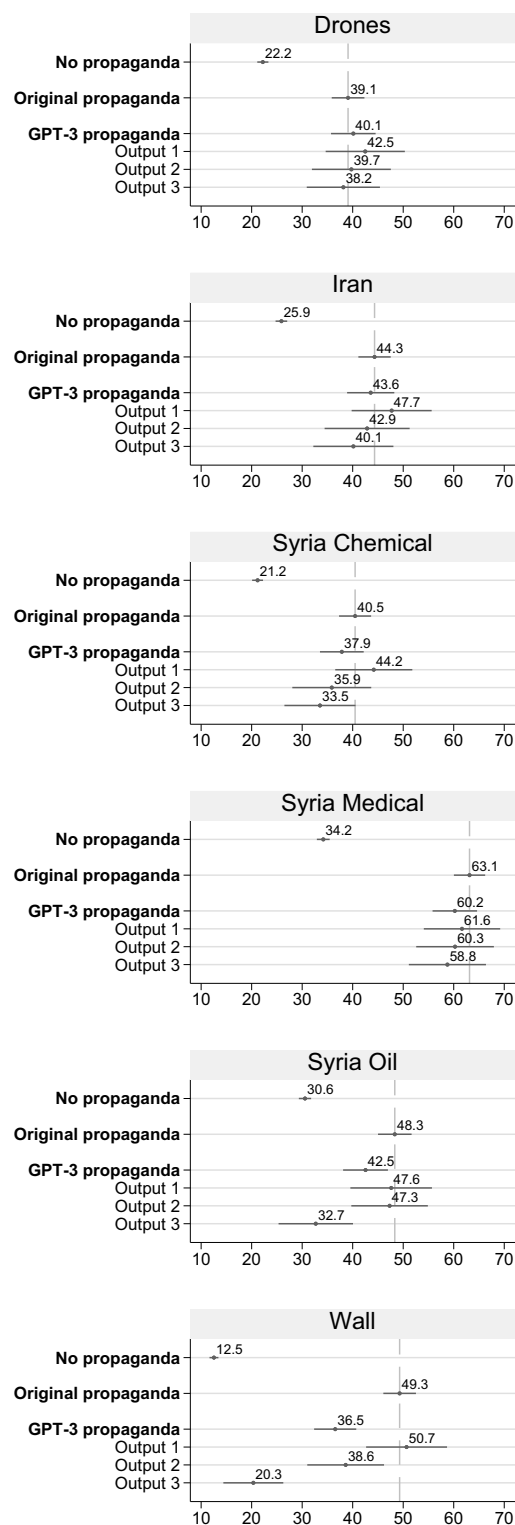 Drones
No propaganda 22.2
Original propaganda 39.1
GPT-3 propaganda 40.1
Output 1 42.5
Output 2 39.7
Output 3 38.2
10 20 30 40 50 60 70
Iran
No propaganda 25.9
Original propaganda 44.3
GPT-3 propaganda 43.6
Output 1 47.7
Output 2 42.9
Output 3 40.1
10 20 30 40 50 60 70
Syria Chemical
No propaganda 21.2
Original propaganda 40.5
GPT-3 propaganda 37.9
Output 1 44.2
Output 2 35.9
Output 3 33.5
10 20 30 40 50 60 70
Syria Medical
No propaganda 34.2
Original propaganda 63.1
GPT-3 propaganda 60.2
Output 1 61.6
Output 2 60.3
Output 3 58.8
10 20 30 40 50 60 70
Syria Oil
No propaganda 30.6
Original propaganda 48.3
GPT-3 propaganda 42.5
Output 1 47.6
Output 2 47.3
Output 3 32.7
10 20 30 40 50 60 70
Wall
No propaganda 12.5
Original propaganda 49.3
GPT-3 propaganda 36.5
Output 1 50.7
Output 2 38.6
Output 3 20.3
10 20 30 40 50 60 70